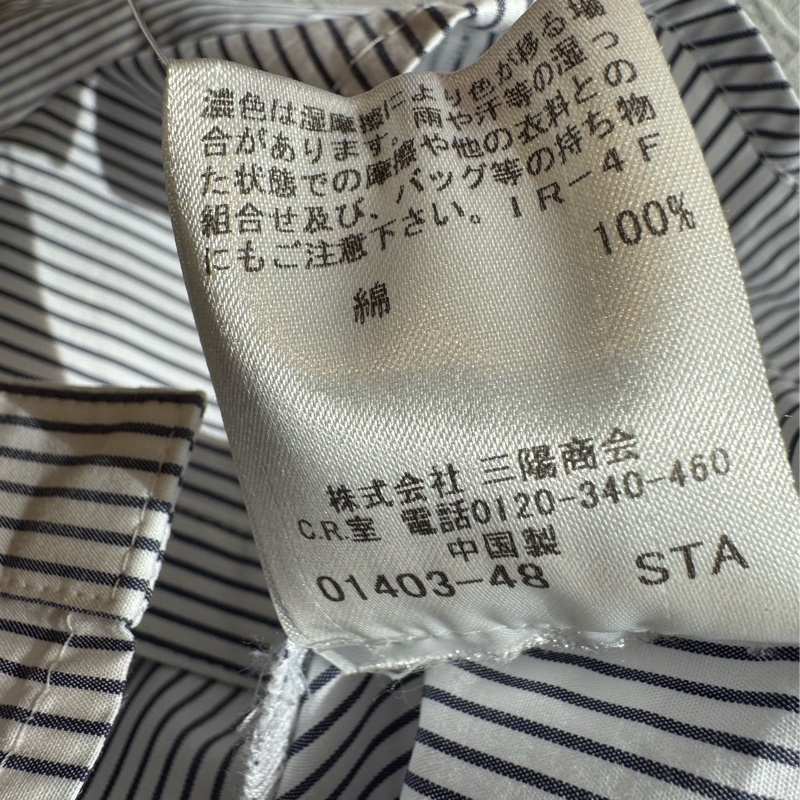 濃色は湿摩擦により色が移る場
合があります。雨や汗等の湿っ
た状態での摩擦や他の衣料との
組合せ及び、バッグ等の持ち物
にもご注意下さい。IR-4F
綿 100%
株式会社 三陽商会
C.R.室 電話0120-340-460
中国製
01403-48 STA